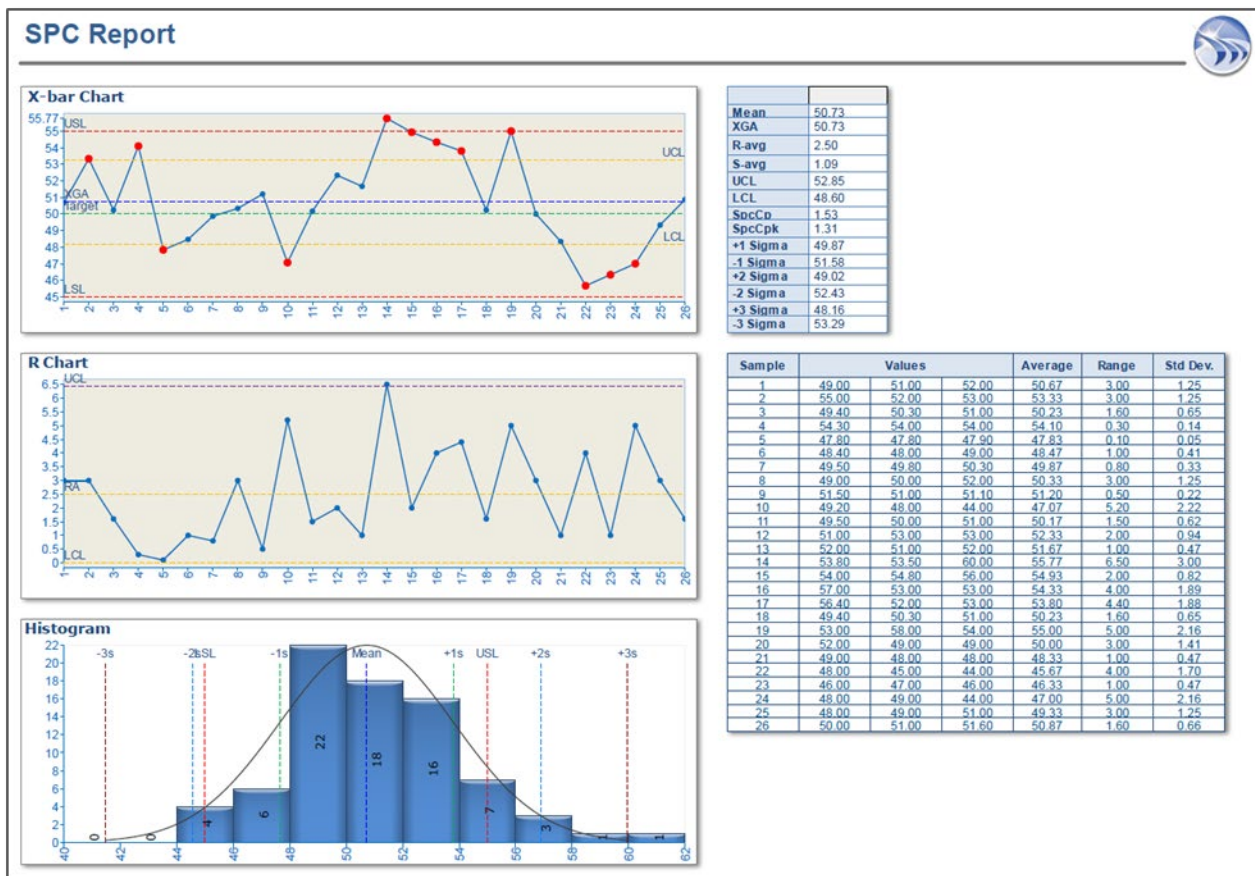 SPC Report
X-bar Chart
55.77
USL
55
54
UCL
53
52
XGA
51
Target
50
49
LCL
48
47
46
LSL
45
1 2 3 4 5 6 7 8 9 10 11 12 13 14 15 16 17 18 19 20 21 22 23 24 25 26
Mean 50.73
XGA 50.73
R-avg 2.50
S-avg 1.09
UCL 52.85
LCL 48.60
SpcCp 1.53
SpcCpk 1.31
+1 Sigma 49.87
-1 Sigma 51.58
+2 Sigma 49.02
-2 Sigma 52.43
+3 Sigma 48.16
-3 Sigma 53.29
R Chart
UCL
6.5
6
5.5
5
4.5
4
3.5
3
RA
2.5
2
1.5
1
LCL
0.5
0
1 2 3 4 5 6 7 8 9 10 11 12 13 14 15 16 17 18 19 20 21 22 23 24 25 26
Sample Values Average Range Std Dev.
1 49.00 51.00 52.00 50.67 3.00 1.25
2 55.00 52.00 53.00 53.33 3.00 1.25
3 49.40 50.30 51.00 50.23 1.60 0.65
4 54.30 54.00 54.00 54.10 0.30 0.14
5 47.80 47.80 47.90 47.83 0.10 0.05
6 48.40 48.00 49.00 48.47 1.00 0.41
7 49.50 49.80 50.30 49.87 0.80 0.33
8 49.00 50.00 52.00 50.33 3.00 1.25
9 51.50 51.00 51.10 51.20 0.50 0.22
10 49.20 48.00 44.00 47.07 5.20 2.22
11 49.50 50.00 51.00 50.17 1.50 0.62
12 51.00 53.00 53.00 52.33 2.00 0.94
13 52.00 51.00 52.00 51.67 1.00 0.47
14 53.80 53.50 60.00 55.77 6.50 3.00
15 54.00 54.80 56.00 54.93 2.00 0.82
16 57.00 53.00 53.00 54.33 4.00 1.89
17 56.40 52.00 53.00 53.80 4.40 1.88
18 49.40 50.30 51.00 50.23 1.60 0.65
19 53.00 58.00 54.00 55.00 5.00 2.16
20 52.00 49.00 49.00 50.00 3.00 1.41
21 49.00 48.00 48.00 48.33 1.00 0.47
22 48.00 45.00 44.00 45.67 4.00 1.70
23 46.00 47.00 46.00 46.33 1.00 0.47
24 48.00 49.00 44.00 47.00 5.00 2.16
25 48.00 49.00 51.00 49.33 3.00 1.25
26 50.00 51.00 51.60 50.87 1.60 0.66
Histogram
-3s -2s LSL -1s Mean +1s USL +2s +3s
22
20
18
16
14
12
10
8
6
4
2
0
0 0 4 6 22 18 16 7 3 1 1
40 42 44 46 48 50 52 54 56 58 60 62